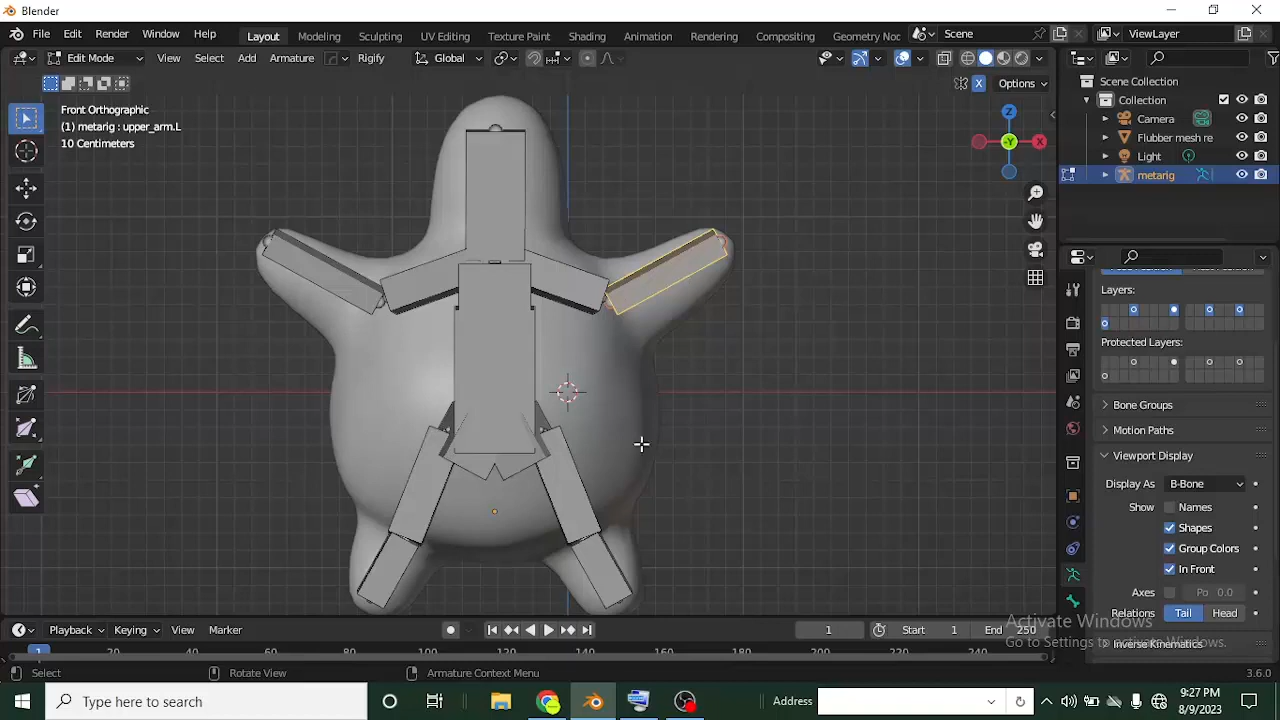 Blender
File Edit Render Window Help Layout Modeling Sculpting UV Editing Texture Paint Shading Animation Rendering Compositing Geometry Noc Scene ViewLayer
Edit Mode View Select Add Armature Rigify Global
X Options
Front Orthographic
(1) metarig : upper_arm.L
10 Centimeters
Z
-Y
X
Scene Collection
Collection
Camera
Flubber mesh re
Light
metarig
Layers:
Protected Layers:
Bone Groups
Motion Paths
Viewport Display
Display As B-Bone
Show Names
Shapes
Group Colors
In Front
Axes Po 0.0
Relations Tail Head
Inverse Kinematics
Activate Windows
Go to Settings to activate Windows.
Playback Keying View Marker 1 Start 1 End 250
1 20 40 60 80 100 120 140 160 180 200 220 240
Select Rotate View Armature Context Menu 3.6.0
Type here to search Address 9:27 PM
8/9/2023